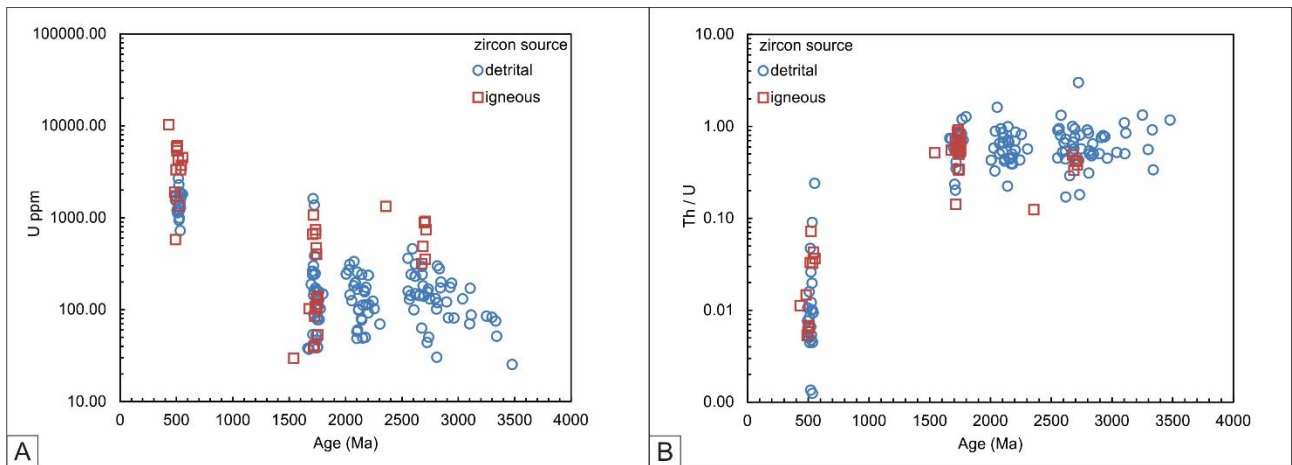 100000.00
10000.00
1000.00
100.00
10.00
U ppm
zircon source
detrital
igneous
0 500 1000 1500 2000 2500 3000 3500 4000
Age (Ma)
A
10.00
1.00
0.10
0.01
0.00
Th / U
zircon source
detrital
igneous
0 500 1000 1500 2000 2500 3000 3500 4000
Age (Ma)
B